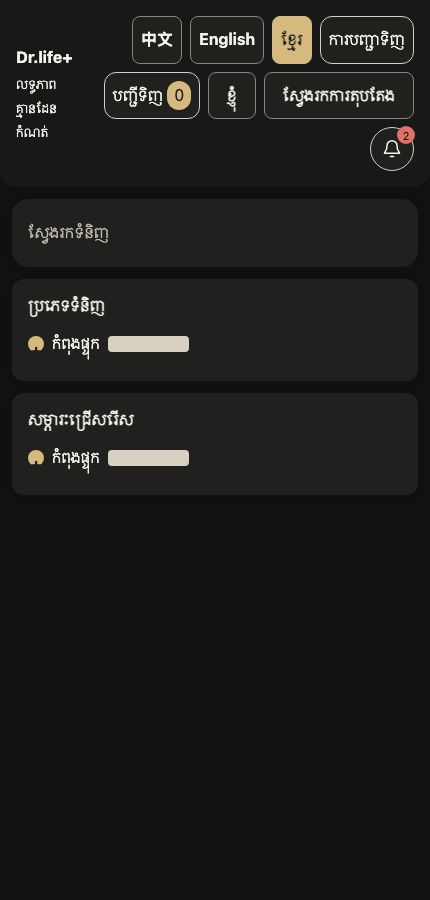 Dr.life+
លទ្ធភាព
គ្មានដែន
កំណត់
中文
English
ខ្មែរ
ការបញ្ជាទិញ
បញ្ជីទិញ 0
ខ្ញុំ
ស្វែងរកការតុបតែង
2
ស្វែងរកទំនិញ
ប្រភេទទំនិញ
កំពុងផ្ទុក
សម្ភារៈជ្រើសរើស
កំពុងផ្ទុក